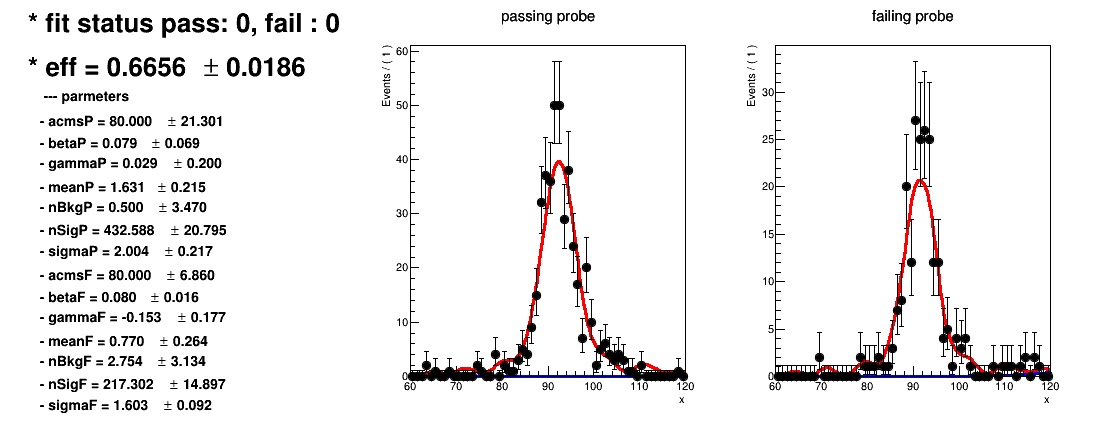 * fit status pass: 0, fail : 0
* eff = 0.6656 ± 0.0186
--- parmeters
- acmsP = 80.000 ± 21.301
- betaP = 0.079 ± 0.069
- gammaP = 0.029 ± 0.200
- meanP = 1.631 ± 0.215
- nBkgP = 0.500 ± 3.470
- nSigP = 432.588 ± 20.795
- sigmaP = 2.004 ± 0.217
- acmsF = 80.000 ± 6.860
- betaF = 0.080 ± 0.016
- gammaF = -0.153 ± 0.177
- meanF = 0.770 ± 0.264
- nBkgF = 2.754 ± 3.134
- nSigF = 217.302 ± 14.897
- sigmaF = 1.603 ± 0.092
passing probe
Events / ( 1 )
60
50
40
30
20
10
0
60 70 80 90 100 110 120
x
failing probe
Events / ( 1 )
30
25
20
15
10
5
0
60 70 80 90 100 110 120
x